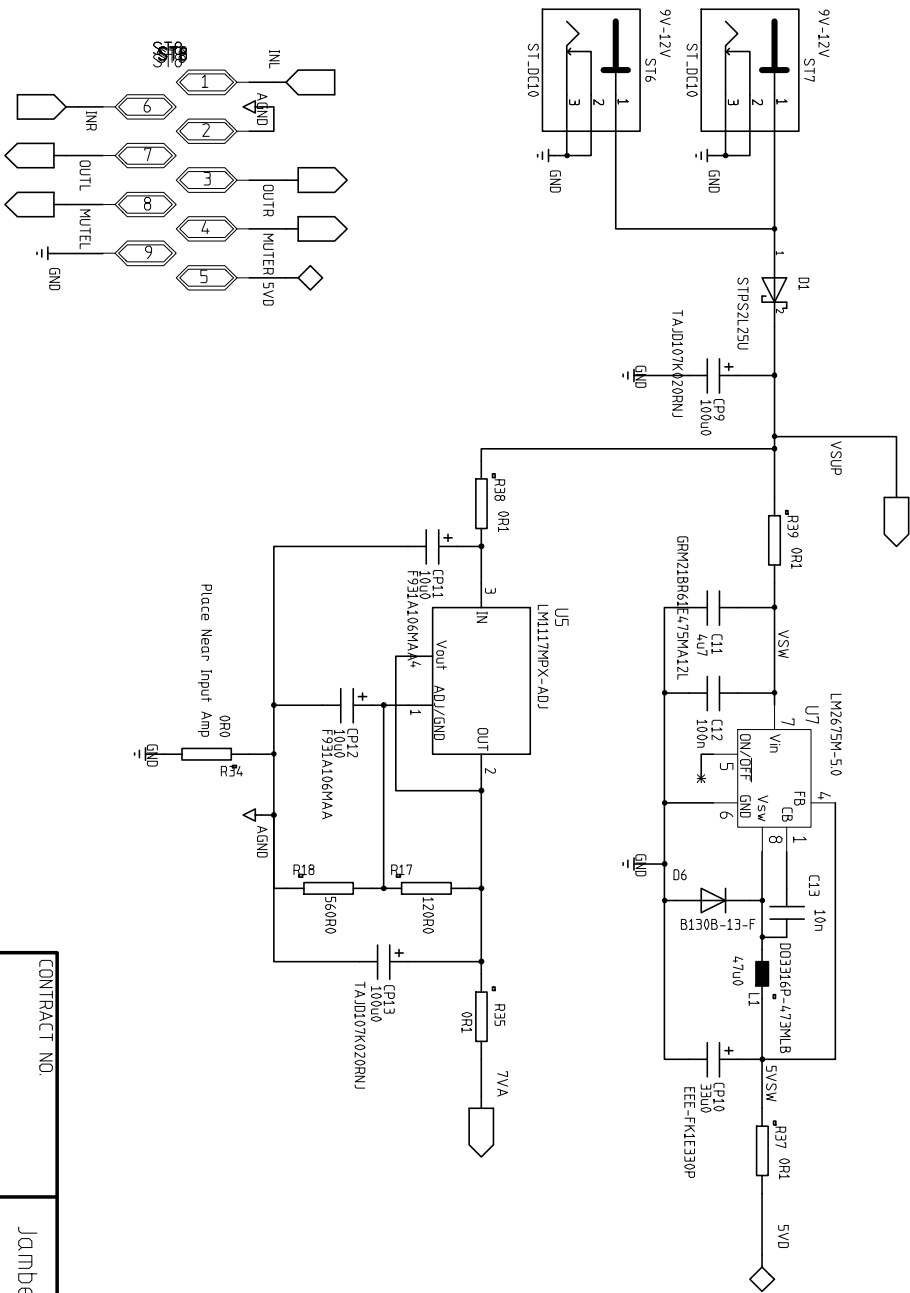 9V-12V
ST7
ST_DC10
1
2
3
GND
9V-12V
ST6
ST_DC10
1
2
3
GND
1
D1
2
STPS2L25U
CP9
100u0
TAJD107K020RNJ
GND
VSUP
R39 0R1
VSW
C11
4u7
GRM21BR61E475MA12L
C12
100n
U7
LM2675M-5.0
7
Vin
ON/OFF
5
GND
6
FB
4
CB
1
Vsw
8
C13
10n
GND
D6
B130B-13-F
DO3316P-473MLB
L1
47u0
5VSW
CP10
33u0
EEE-FK1E330P
R37 0R1
5VD
R38 0R1
CP11
10u0
F931A106MAA4
U5
LM1117MPX-ADJ
3
IN
Vout
ADJ/GND
1
OUT
2
CP12
10u0
F931A106MAA
Place Near Input Amp
0R0
R34
GND
AGND
R18
560R0
R17
120R0
CP13
100u0
TAJD107K020RNJ
R35
0R1
7VA
INL
1
AGND
2
3
OUTR
4
MUTER
5
5VD
6
INR
7
OUTL
8
MUTEL
9
GND
CONTRACT NO.
Jambe